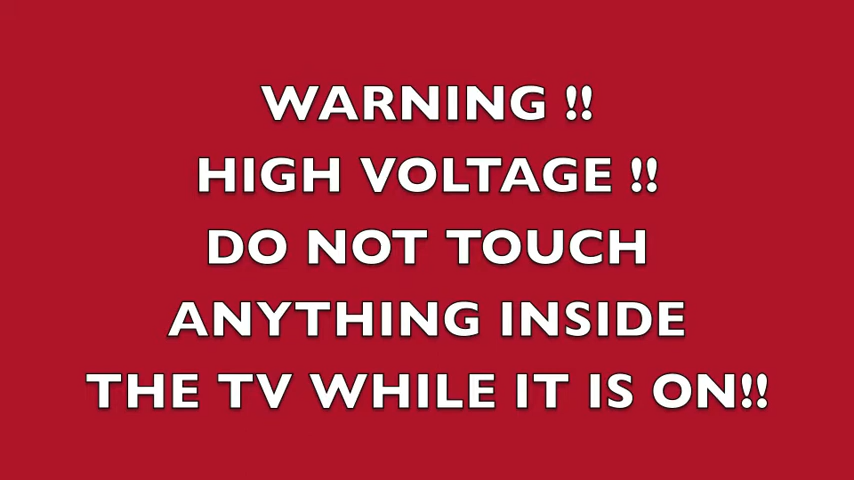 WARNING !!
HIGH VOLTAGE !!
DO NOT TOUCH
ANYTHING INSIDE
THE TV WHILE IT IS ON!!